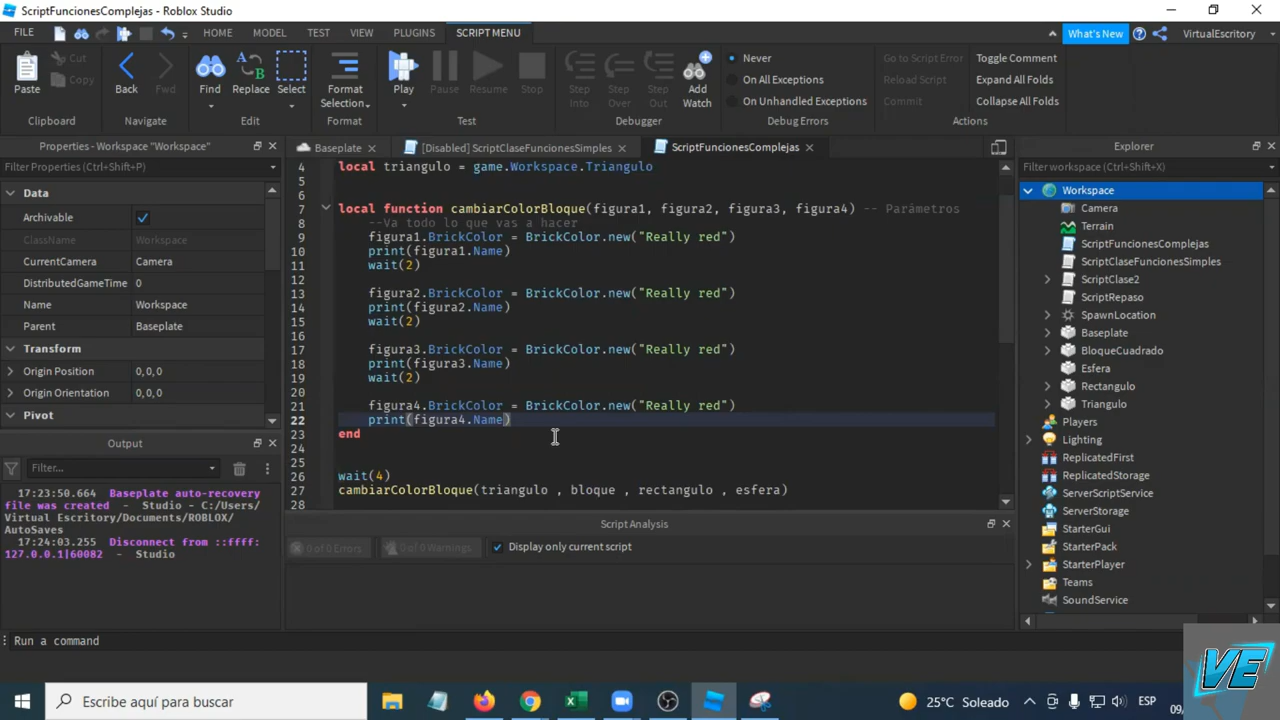 ScriptFuncionesComplejas - Roblox Studio
FILE
HOME
MODEL
TEST
VIEW
PLUGINS
SCRIPT MENU
What's New
VirtualEscritory
Paste
Cut
Copy
Clipboard
Back
Fwd
Navigate
Find
Replace
Select
Edit
Format
Selection
Format
Play
Pause
Resume
Stop
Test
Step
Into
Step
Over
Step
Out
Add
Watch
Debugger
Never
On All Exceptions
On Unhandled Exceptions
Debug Errors
Go to Script Error
Reload Script
Commit
Toggle Comment
Expand All Folds
Collapse All Folds
Actions
Properties - Workspace "Workspace"
Filter Properties (Ctrl+Shift+P)
Data
Archivable
ClassName Workspace
CurrentCamera Camera
DistributedGameTime 0
Name Workspace
Parent Baseplate
Transform
Origin Position 0,0,0
Origin Orientation 0,0,0
Pivot
Output
Filter...
17:23:50.664 Baseplate auto-recovery
file was created - Studio - C:/Users/
Virtual Escritory/Documents/ROBLOX/
AutoSaves
17:24:03.255 Disconnect from ::ffff:
127.0.0.1|60082 - Studio
Baseplate
[Disabled] ScriptClaseFuncionesSimples
ScriptFuncionesComplejas
4 local triangulo = game.Workspace.Triangulo
5
6
7 local function cambiarColorBloque(figura1, figura2, figura3, figura4) -- Parámetros
8 --Va todo lo que vas a hacer
9 figura1.BrickColor = BrickColor.new("Really red")
10 print(figura1.Name)
11 wait(2)
12
13 figura2.BrickColor = BrickColor.new("Really red")
14 print(figura2.Name)
15 wait(2)
16
17 figura3.BrickColor = BrickColor.new("Really red")
18 print(figura3.Name)
19 wait(2)
20
21 figura4.BrickColor = BrickColor.new("Really red")
22 print(figura4.Name)
23 end
24
25
26 wait(4)
27 cambiarColorBloque(triangulo , bloque , rectangulo , esfera)
28
Script Analysis
0 of 0 Errors
0 of 0 Warnings
Display only current script
Explorer
Filter workspace (Ctrl+Shift+X)
Workspace
Camera
Terrain
ScriptFuncionesComplejas
ScriptClaseFuncionesSimples
ScriptClase2
ScriptRepaso
SpawnLocation
Baseplate
BloqueCuadrado
Esfera
Rectangulo
Triangulo
Players
Lighting
ReplicatedFirst
ReplicatedStorage
ServerScriptService
ServerStorage
StarterGui
StarterPack
StarterPlayer
Teams
SoundService
Run a command
VE
Escribe aquí para buscar
25°C Soleado
ESP
09/